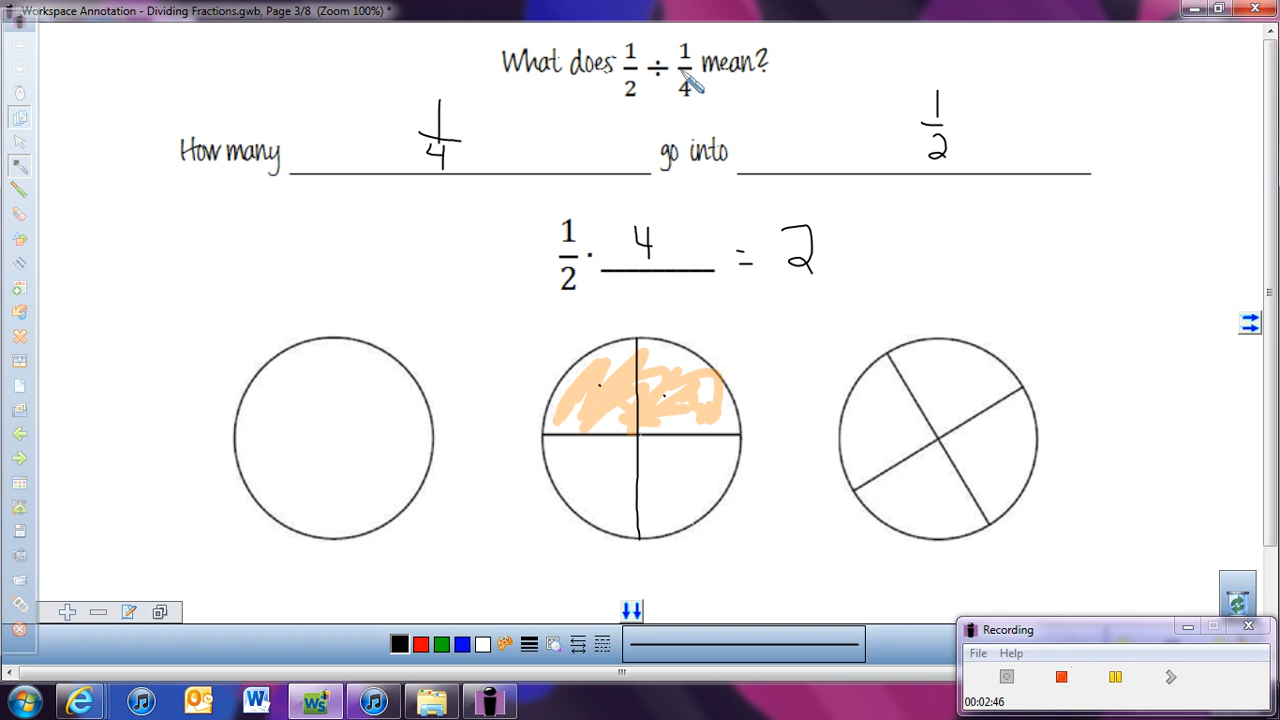 Workspace Annotation - Dividing Fractions.gwb, Page 3/8 (Zoom 100%) *
What does 1/2 ÷ 1/4 mean?
How many 1/4 go into 1/2
1/2 · 4 = 2
Recording
File Help
00:02:46